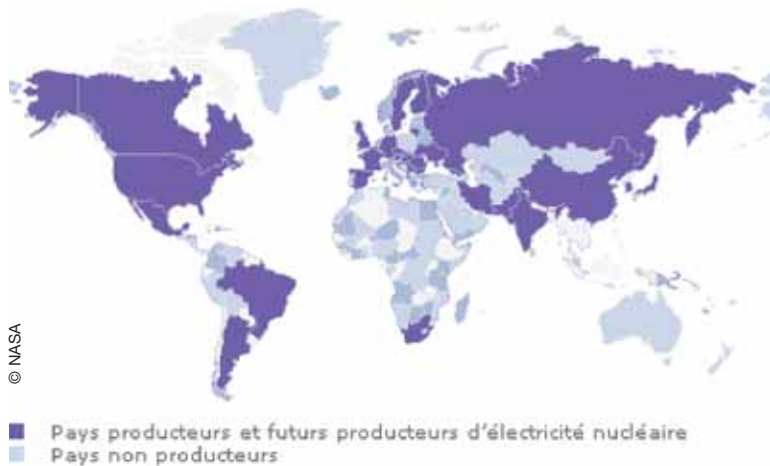 © NASA
Pays producteurs et futurs producteurs d'électricité nucléaire
Pays non producteurs